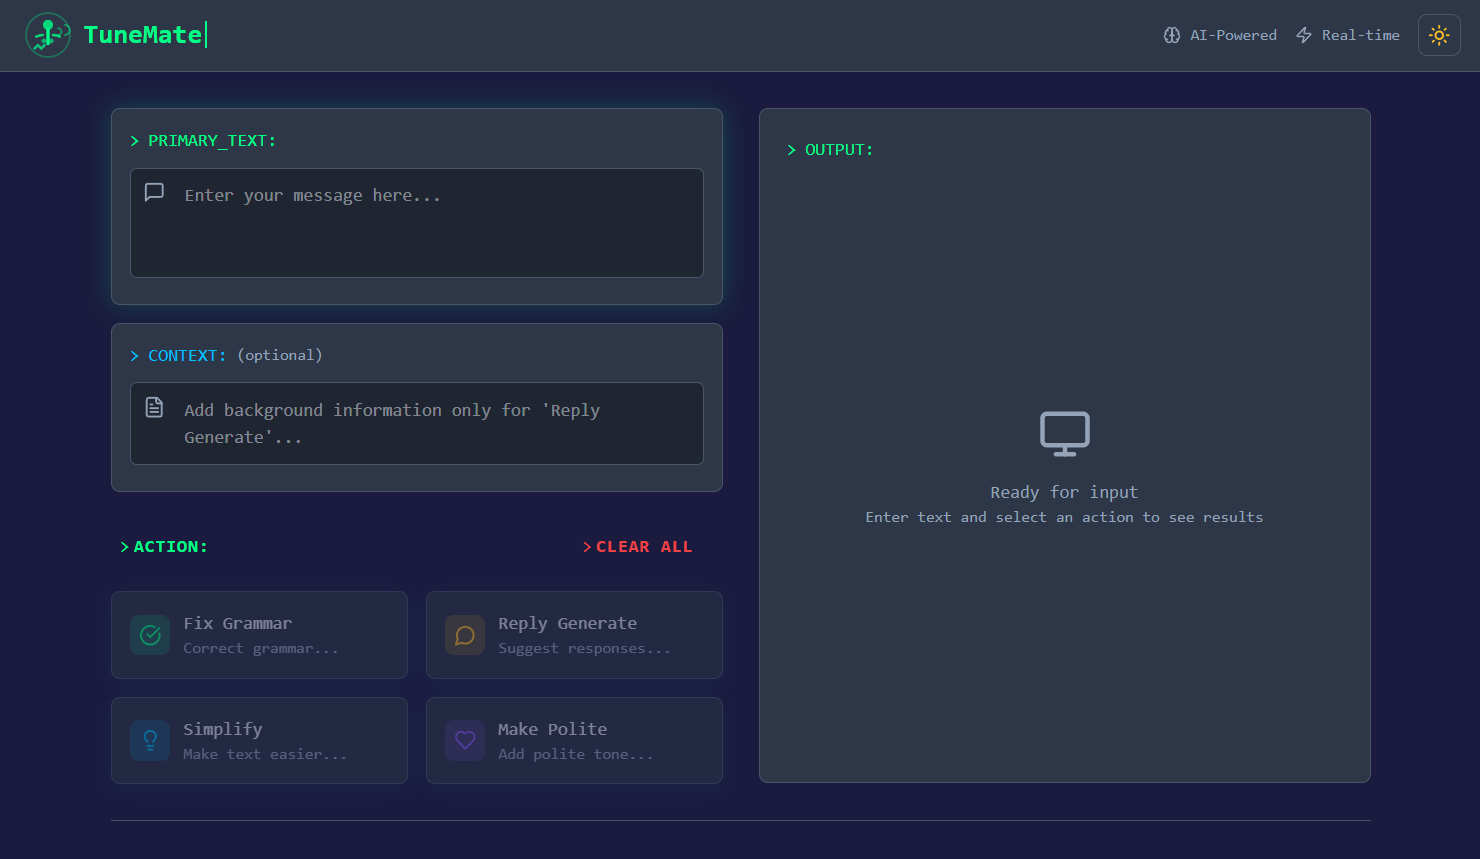 TuneMate
AI-Powered
Real-time
> PRIMARY_TEXT:
Enter your message here...
> CONTEXT: (optional)
Add background information only for 'Reply
Generate'...
>ACTION:
>CLEAR ALL
Fix Grammar
Correct grammar...
Reply Generate
Suggest responses...
Simplify
Make text easier...
Make Polite
Add polite tone...
> OUTPUT:
Ready for input
Enter text and select an action to see results